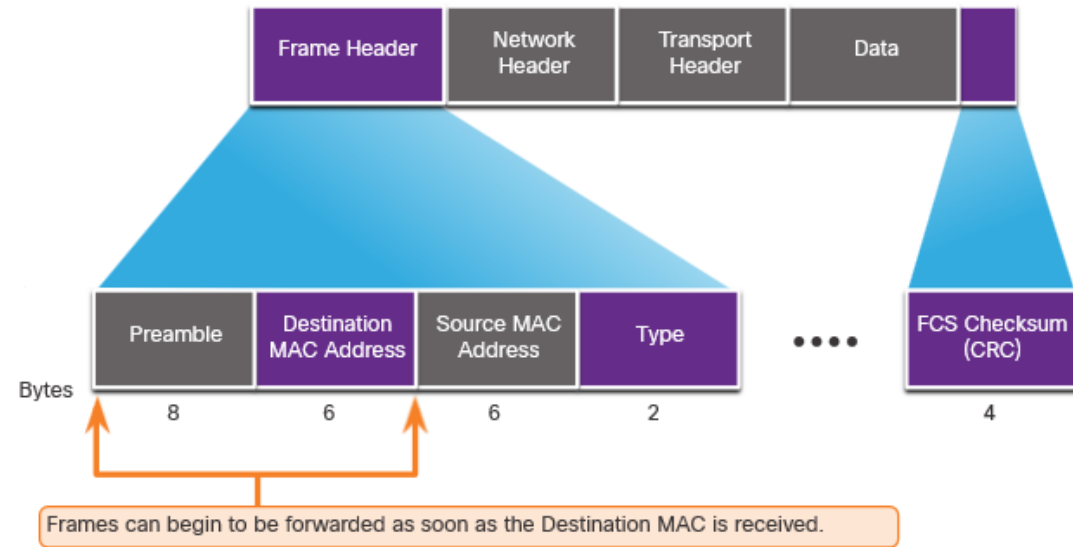 Frame Header
Network
Header
Transport
Header
Data
Preamble
Destination
MAC Address
Source MAC
Address
Type
••••
FCS Checksum
(CRC)
Bytes
8
6
6
2
4
Frames can begin to be forwarded as soon as the Destination MAC is received.